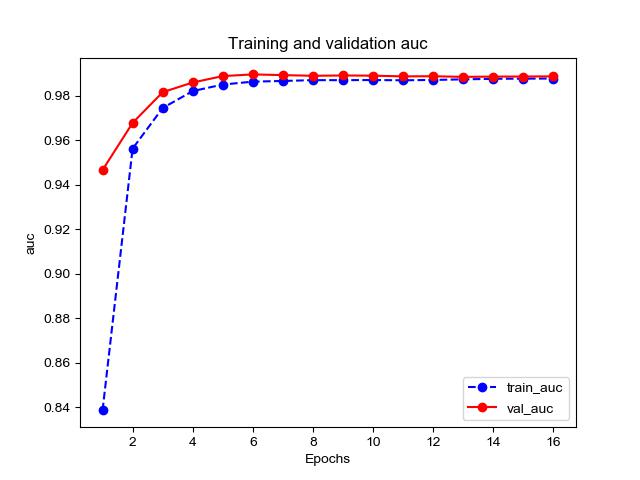 Training and validation auc
auc
0.98
0.96
0.94
0.92
0.90
0.88
0.86
0.84
train_auc
val_auc
2 4 6 8 10 12 14 16
Epochs